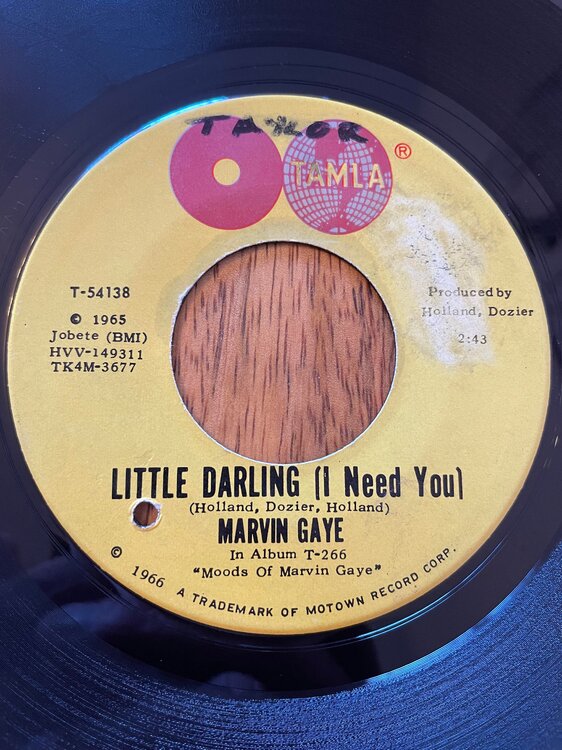 TAYLOR
TAMLA ®
T-54138
© 1965
Jobete (BMI)
HVV-149311
TK4M-3677
Produced by
Holland, Dozier
2:43
LITTLE DARLING (I Need You)
(Holland, Dozier, Holland)
MARVIN GAYE
In Album T-266
"Moods Of Marvin Gaye"
© 1966 A TRADEMARK OF MOTOWN RECORD CORP.